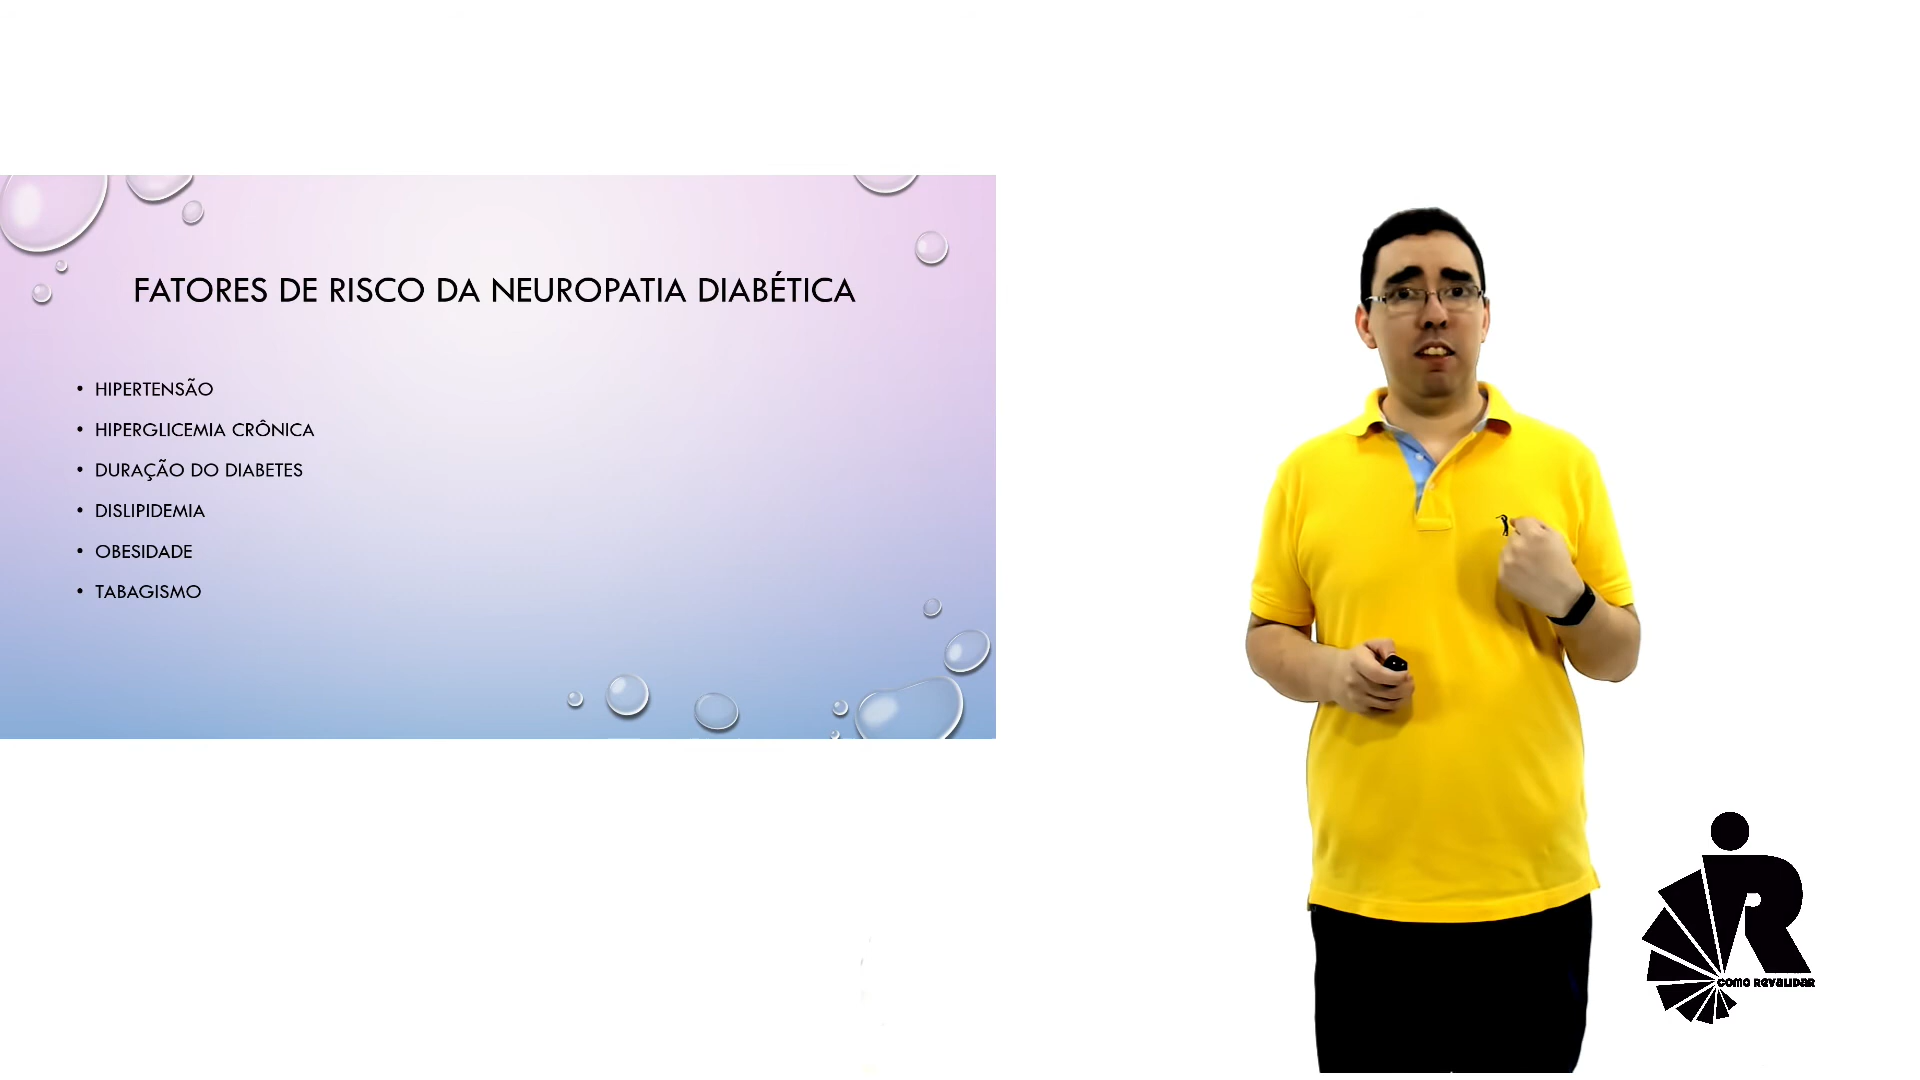 FATORES DE RISCO DA NEUROPATIA DIABÉTICA
• HIPERTENSÃO
• HIPERGLICEMIA CRÔNICA
• DURAÇÃO DO DIABETES
• DISLIPIDEMIA
• OBESIDADE
• TABAGISMO
R
COMO REVALIDAR